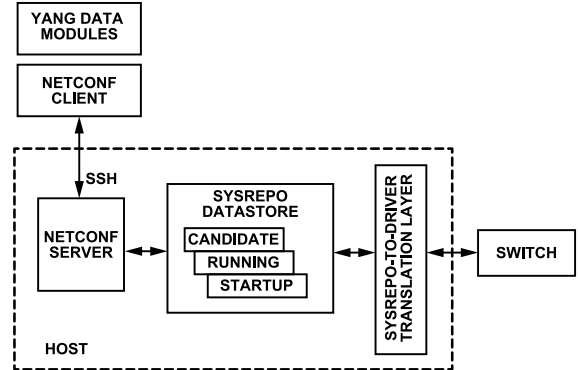 YANG DATA
MODULES
NETCONF
CLIENT
SSH
NETCONF
SERVER
SYSREPO
DATASTORE
CANDIDATE
RUNNING
STARTUP
SYSREPO-TO-DRIVER
TRANSLATION LAYER
SWITCH
HOST